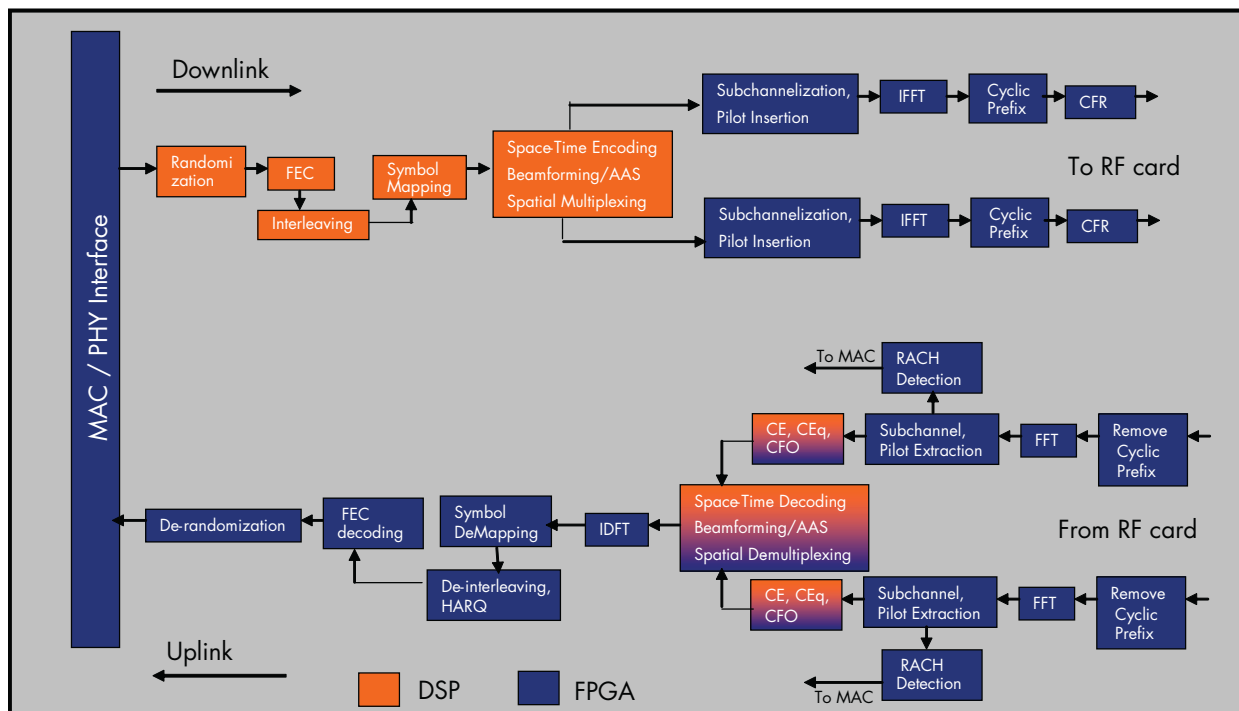 MAC / PHY Interface
Downlink
Randomi
zation
FEC
Interleaving
Symbol
Mapping
Space-Time Encoding
Beamforming/AAS
Spatial Multiplexing
Subchannelization,
Pilot Insertion
IFFT
Cyclic
Prefix
CFR
To RF card
Subchannelization,
Pilot Insertion
IFFT
Cyclic
Prefix
CFR
To MAC
RACH
Detection
CE, CEq,
CFO
Subchannel,
Pilot Extraction
FFT
Remove
Cyclic
Prefix
De-randomization
FEC
decoding
Symbol
DeMapping
De-interleaving,
HARQ
IDFT
Space-Time Decoding
Beamforming/AAS
Spatial Demultiplexing
From RF card
CE, CEq,
CFO
Subchannel,
Pilot Extraction
FFT
Remove
Cyclic
Prefix
RACH
Detection
To MAC
Uplink
DSP
FPGA